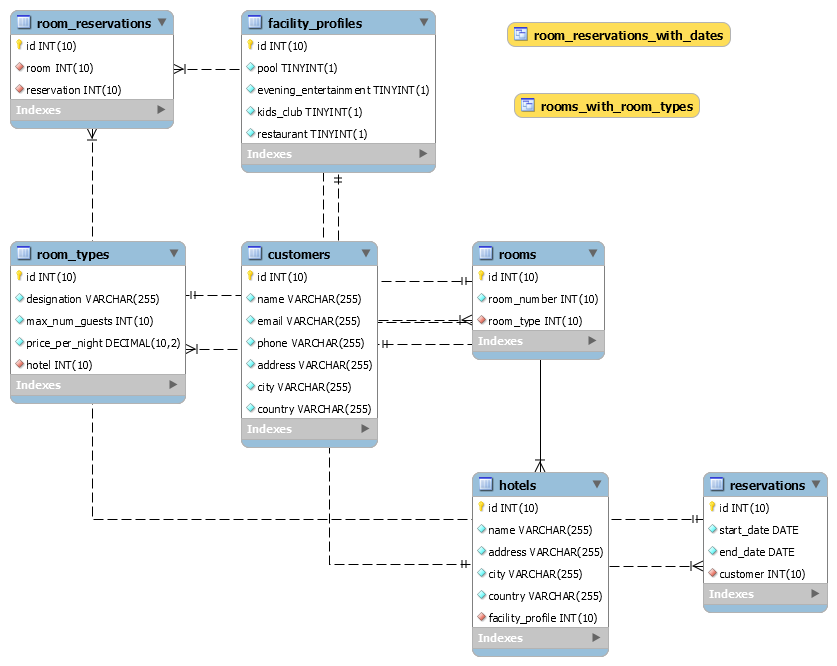 room_reservations
id INT(10)
room INT(10)
reservation INT(10)
Indexes
facility_profiles
id INT(10)
pool TINYINT(1)
evening_entertainment TINYINT(1)
kids_club TINYINT(1)
restaurant TINYINT(1)
Indexes
room_reservations_with_dates
rooms_with_room_types
room_types
id INT(10)
designation VARCHAR(255)
max_num_guests INT(10)
price_per_night DECIMAL(10,2)
hotel INT(10)
Indexes
customers
id INT(10)
name VARCHAR(255)
email VARCHAR(255)
phone VARCHAR(255)
address VARCHAR(255)
city VARCHAR(255)
country VARCHAR(255)
Indexes
rooms
id INT(10)
room_number INT(10)
room_type INT(10)
Indexes
hotels
id INT(10)
name VARCHAR(255)
address VARCHAR(255)
city VARCHAR(255)
country VARCHAR(255)
facility_profile INT(10)
Indexes
reservations
id INT(10)
start_date DATE
end_date DATE
customer INT(10)
Indexes